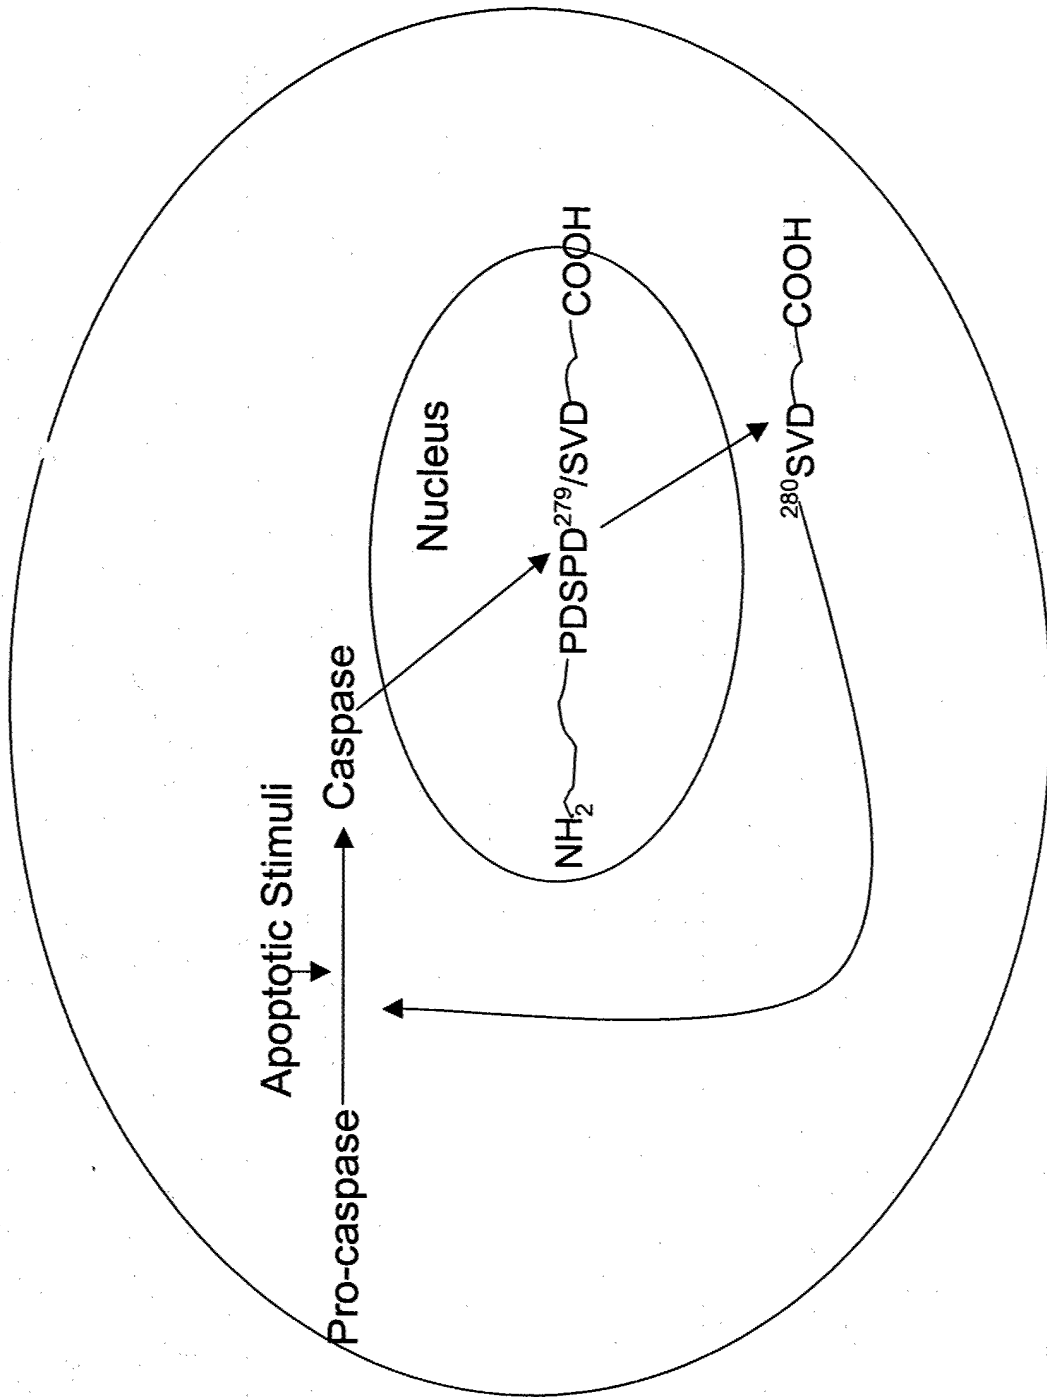 Apoptotic Stimuli
Pro-caspase
Caspase
Nucleus
NH₂
PDSPD²⁷⁹/SVD
COOH
²⁸⁰SVD
COOH